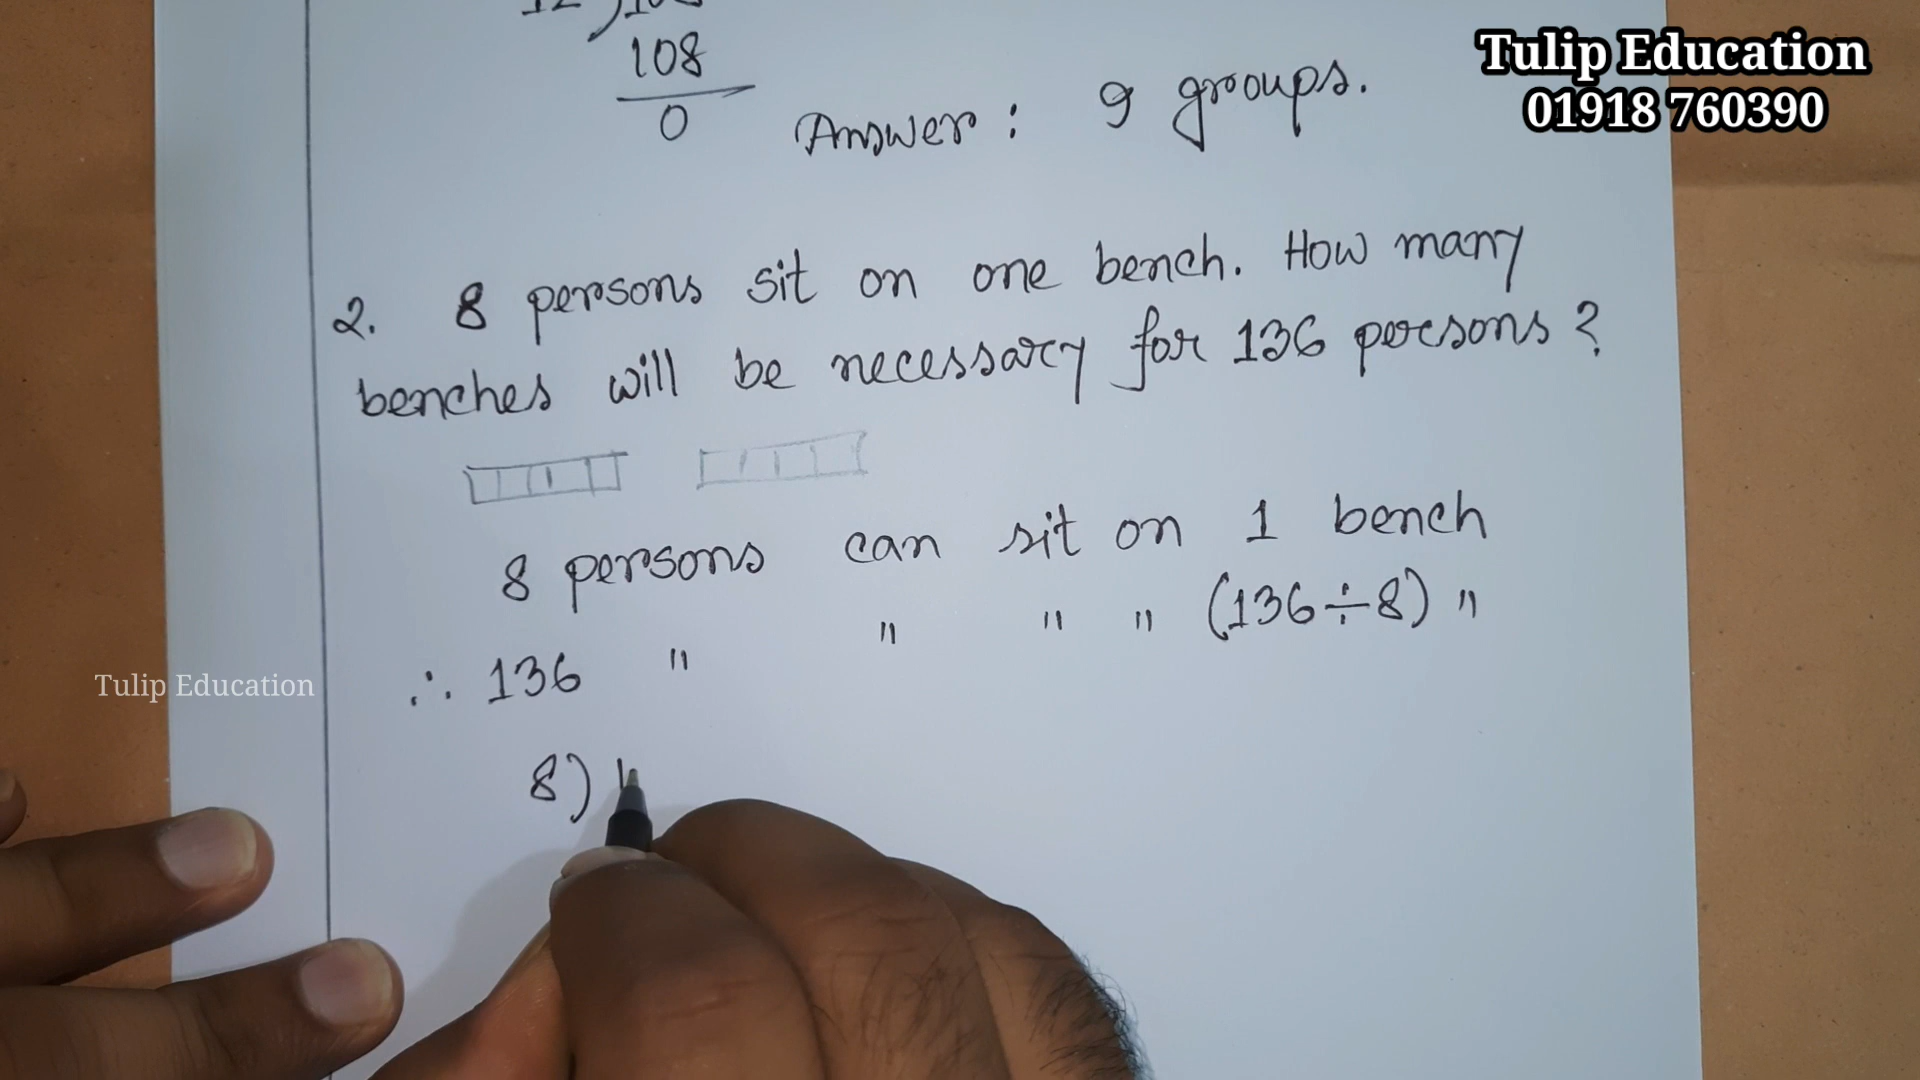 Tulip Education
01918 760390
108
0
Answer : 9 groups.
2. 8 persons sit on one bench. How many
benches will be necessary for 136 persons ?
8 persons can sit on 1 bench
∴ 136 " " " " (136÷8) "
Tulip Education
8) 1